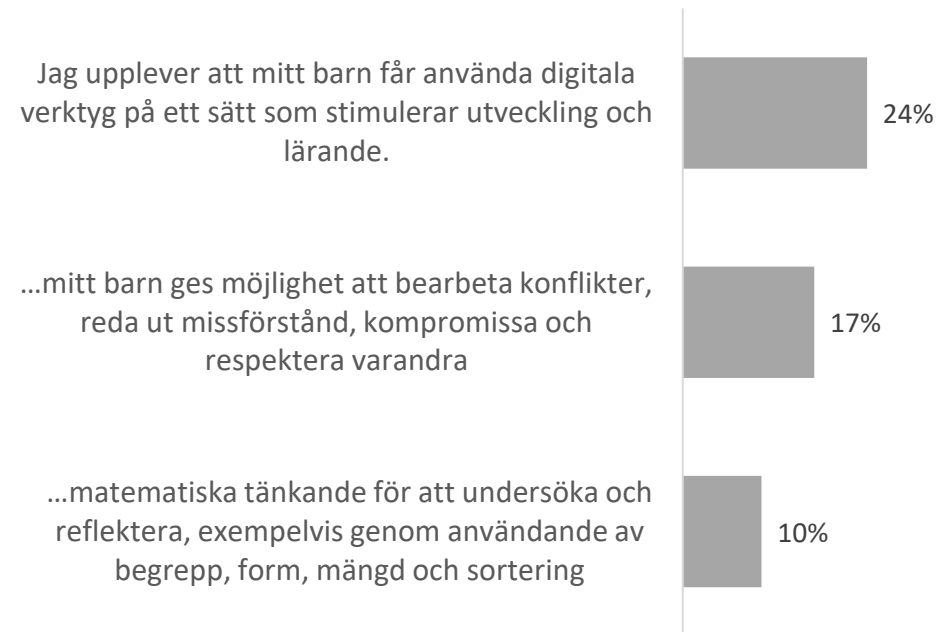 Jag upplever att mitt barn får använda digitala
verktyg på ett sätt som stimulerar utveckling och
lärande.
24%
…mitt barn ges möjlighet att bearbeta konflikter,
reda ut missförstånd, kompromissa och
respektera varandra
17%
…matematiska tänkande för att undersöka och
reflektera, exempelvis genom användande av
begrepp, form, mängd och sortering
10%